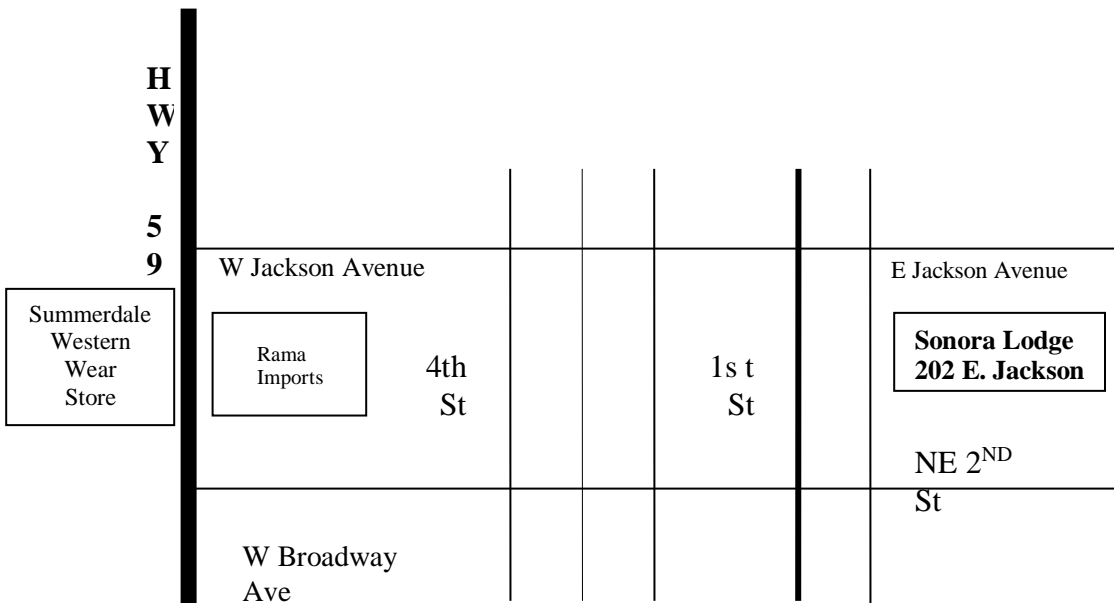 H
W
Y
5
9
W Jackson Avenue
E Jackson Avenue
Summerdale
Western
Wear
Store
Rama
Imports
4th
St
1s t
St
Sonora Lodge
202 E. Jackson
NE 2ND
St
W Broadway
Ave